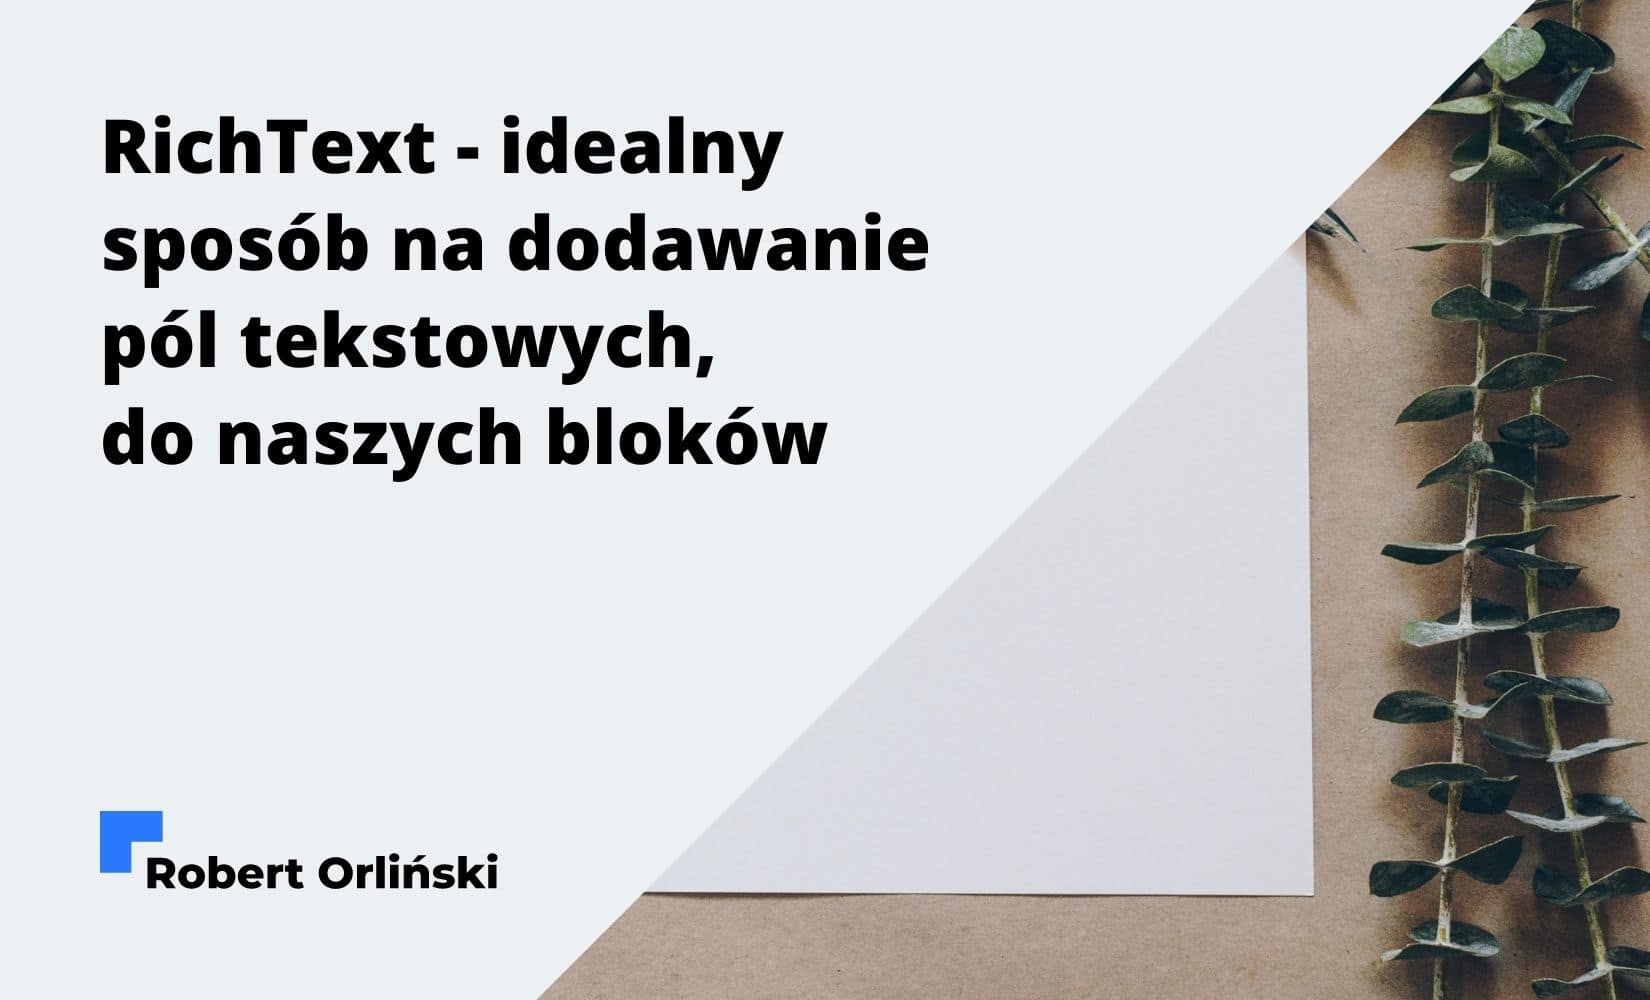 RichText - idealny
sposób na dodawanie
pól tekstowych,
do naszych bloków
Robert Orliński